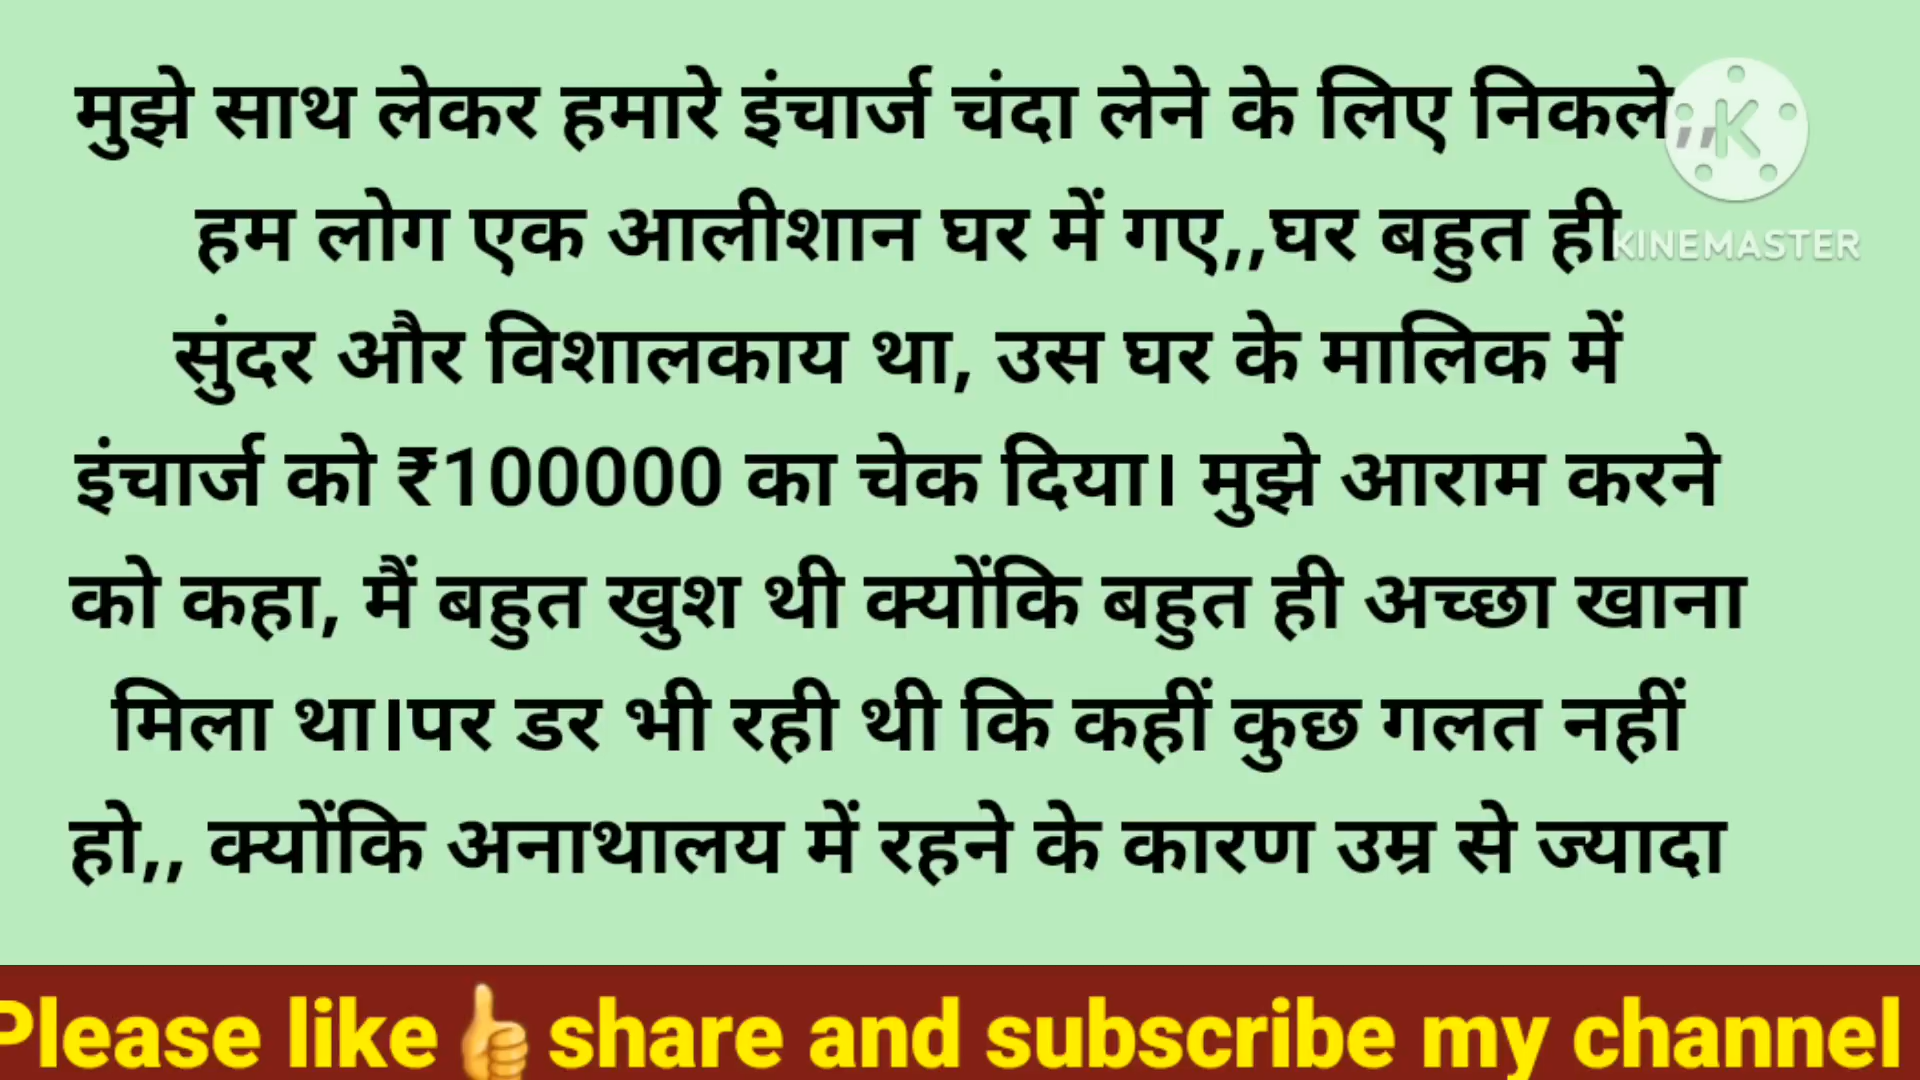 मुझे साथ लेकर हमारे इंचार्ज चंदा लेने के लिए निकले,,
हम लोग एक आलीशान घर में गए,,घर बहुत ही
सुंदर और विशालकाय था, उस घर के मालिक में
इंचार्ज को ₹100000 का चेक दिया। मुझे आराम करने
को कहा, मैं बहुत खुश थी क्योंकि बहुत ही अच्छा खाना
मिला था।पर डर भी रही थी कि कहीं कुछ गलत नहीं
हो,, क्योंकि अनाथालय में रहने के कारण उम्र से ज्यादा
K
KINEMASTER
Please like👍share and subscribe my channel